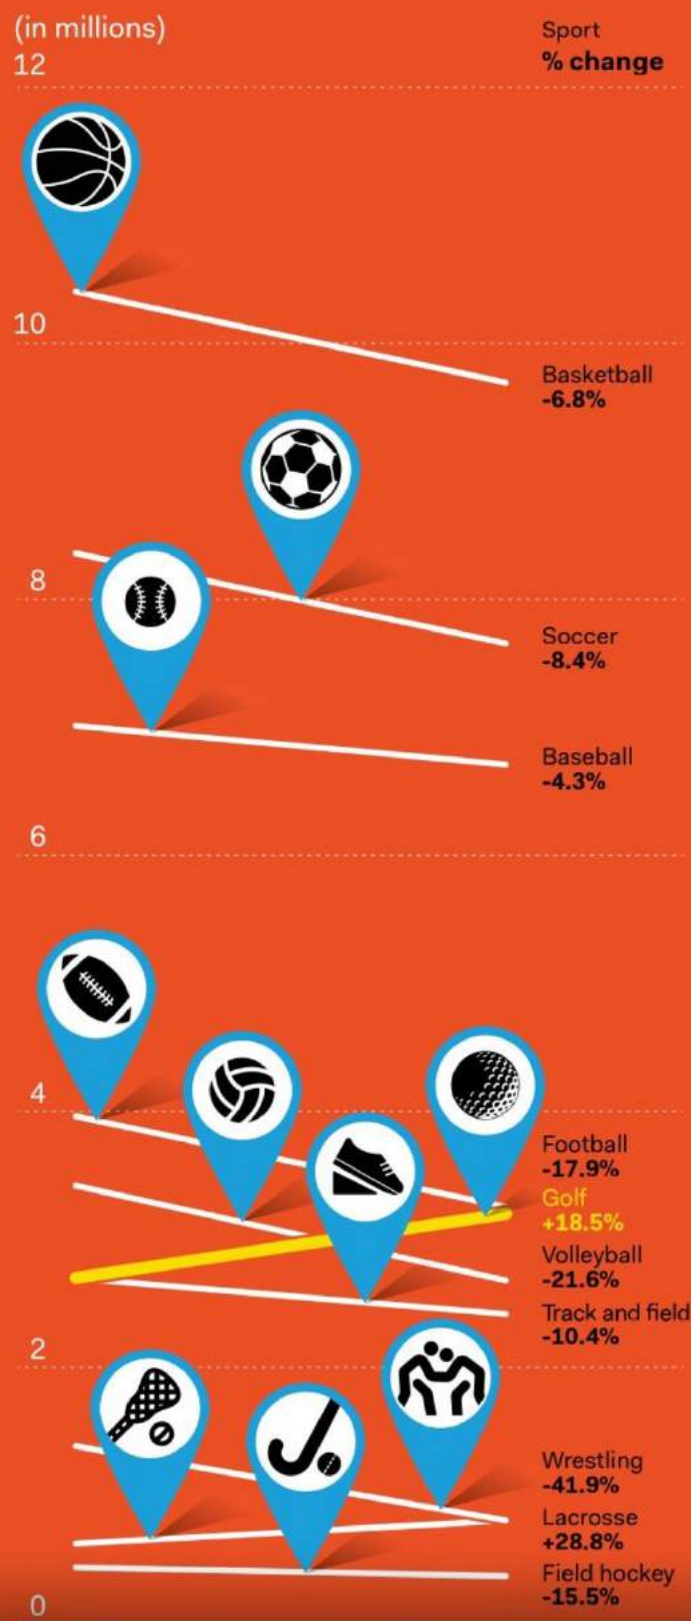 (in millions)
Sport
% change
12
10
Basketball
-6.8%
8
Soccer
-8.4%
Baseball
-4.3%
6
4
Football
-17.9%
Golf
+18.5%
Volleyball
-21.6%
Track and field
-10.4%
2
Wrestling
-41.9%
Lacrosse
+28.8%
Field hockey
-15.5%
0